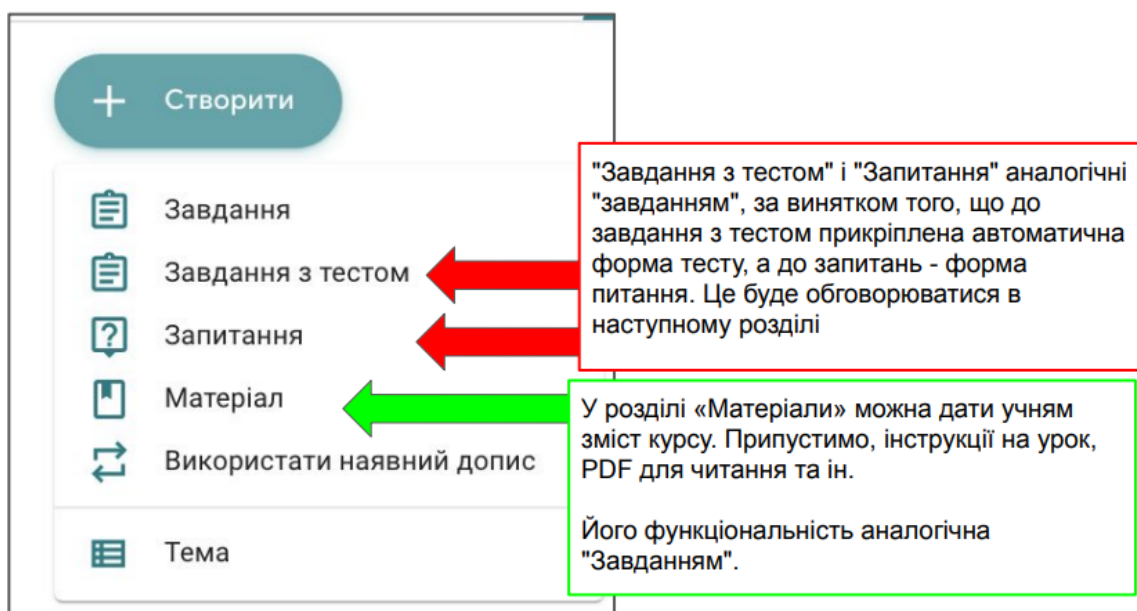 Створити
Завдання
Завдання з тестом
Запитання
Матеріал
Використати наявний допис
Тема
"Завдання з тестом" і "Запитання" аналогічні
"завданням", за винятком того, що до
завдання з тестом прикріплена автоматична
форма тесту, а до запитань - форма
питання. Це буде обговорюватися в
наступному розділі
У розділі «Матеріали» можна дати учням
зміст курсу. Припустимо, інструкції на урок,
PDF для читання та ін.
Його функціональність аналогічна
"Завданням".